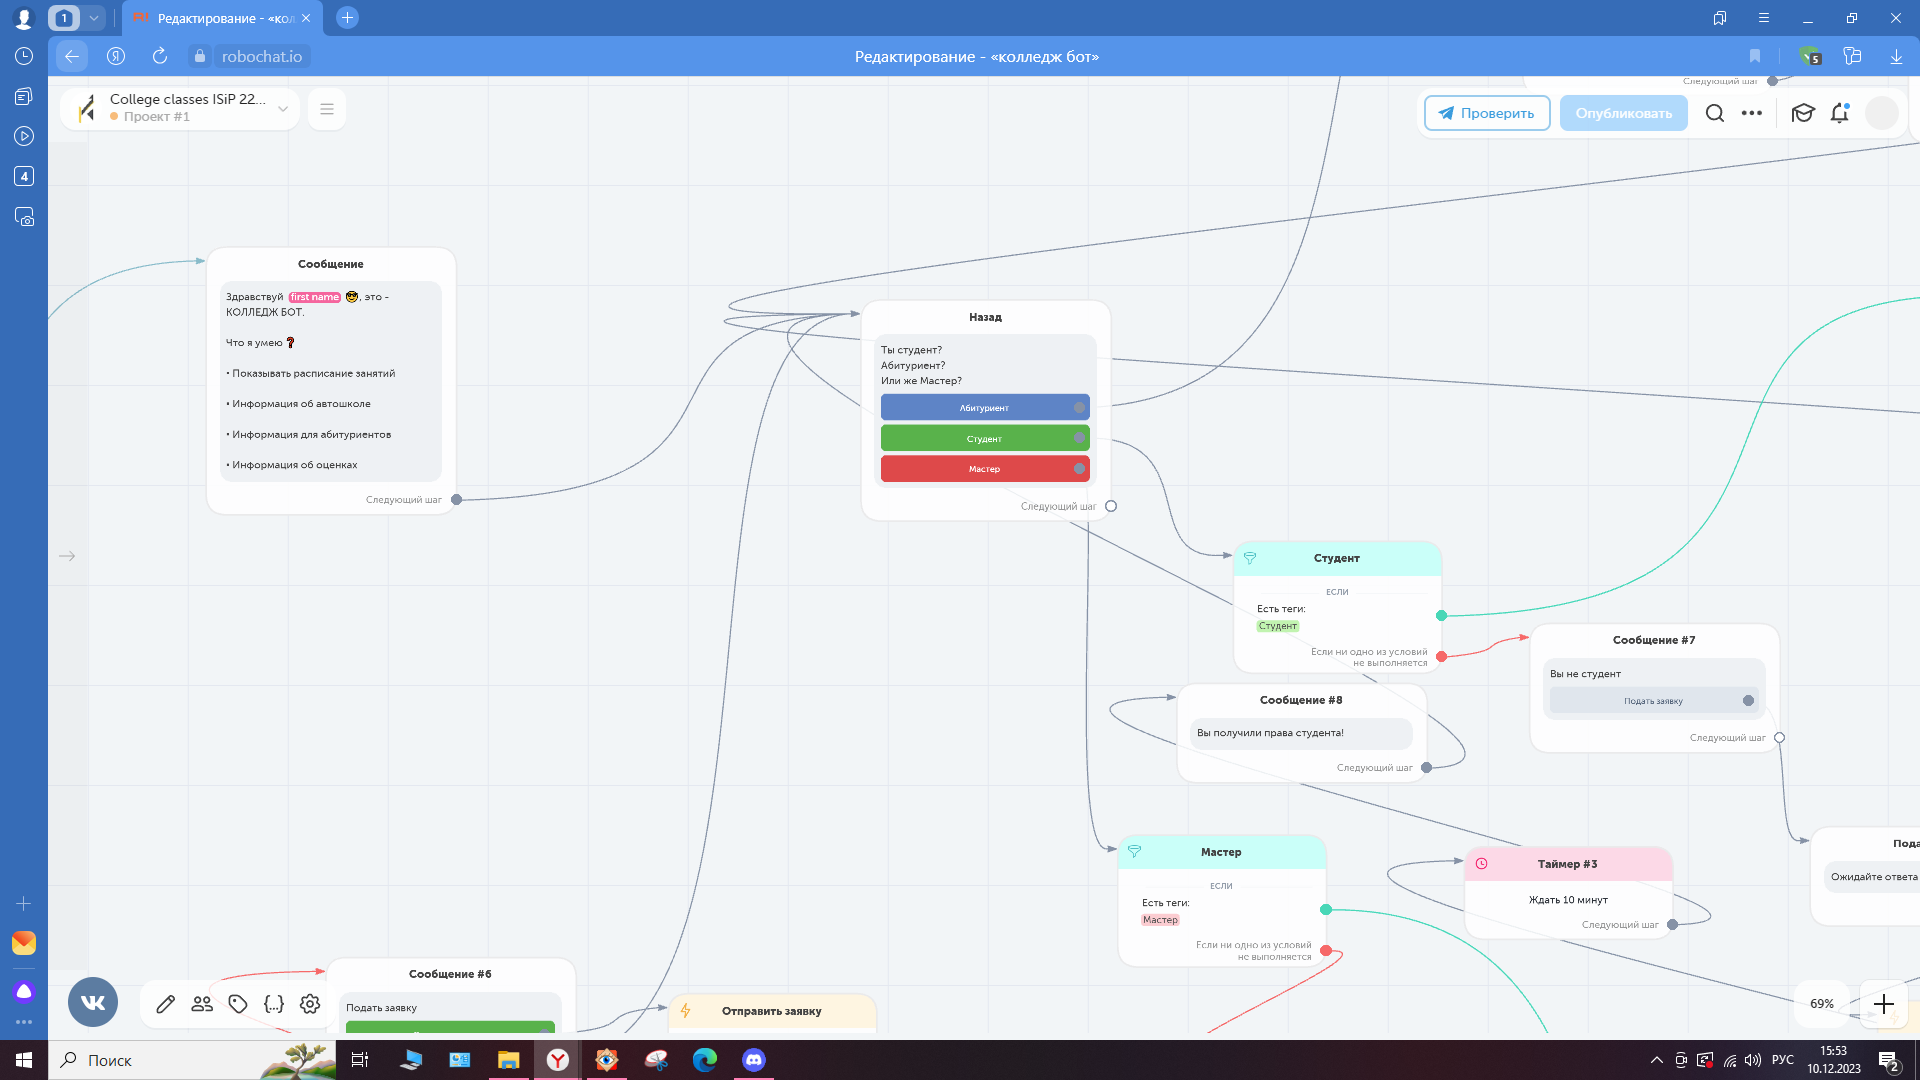 1
Редактирование - «кол
robochat.io
Редактирование - «колледж бот»
5
4
College classes ISiP 22...
Проект #1
Следующий шаг
Проверить
Опубликовать
Сообщение
Здравствуй first name 😎, это -
КОЛЛЕДЖ БОТ.
Что я умею ❓
• Показывать расписание занятий
• Информация об автошколе
• Информация для абитуриентов
• Информация об оценках
Следующий шаг
Назад
Ты студент?
Абитуриент?
Или же Мастер?
Абитуриент
Студент
Мастер
Следующий шаг
Студент
ЕСЛИ
Есть теги:
Студент
Если ни одно из условий
не выполняется
Сообщение #7
Вы не студент
Подать заявку
Следующий шаг
Сообщение #8
Вы получили права студента!
Следующий шаг
Мастер
ЕСЛИ
Есть теги:
Мастер
Если ни одно из условий
не выполняется
Таймер #3
Ждать 10 минут
Следующий шаг
Пода
Ожидайте ответа
Сообщение #6
Подать заявку
Отправить заявку
69%
Поиск
РУС
15:53
10.12.2023
2